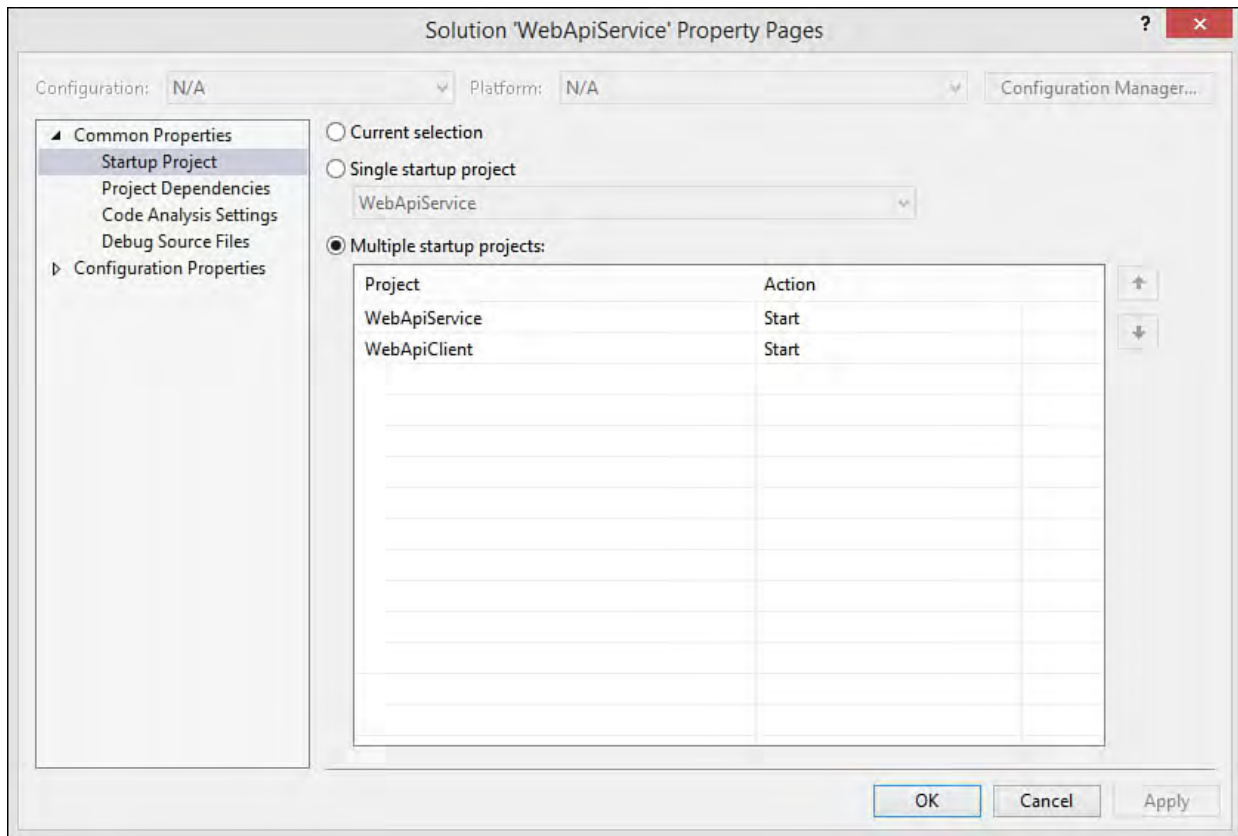 Solution 'WebApiService' Property Pages ?
Configuration: N/A Platform: N/A Configuration Manager...
Common Properties
Startup Project
Project Dependencies
Code Analysis Settings
Debug Source Files
Configuration Properties
Current selection
Single startup project
WebApiService
Multiple startup projects:
Project Action
WebApiService Start
WebApiClient Start
OK Cancel Apply